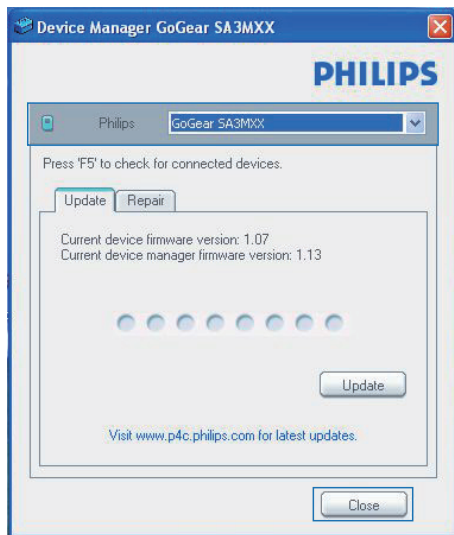 Device Manager GoGear SA3MXX
PHILIPS
Philips GoGear SA3MXX
Press 'F5' to check for connected devices.
Update Repair
Current device firmware version: 1.07
Current device manager firmware version: 1.13
Update
Visit www.p4c.philips.com for latest updates.
Close